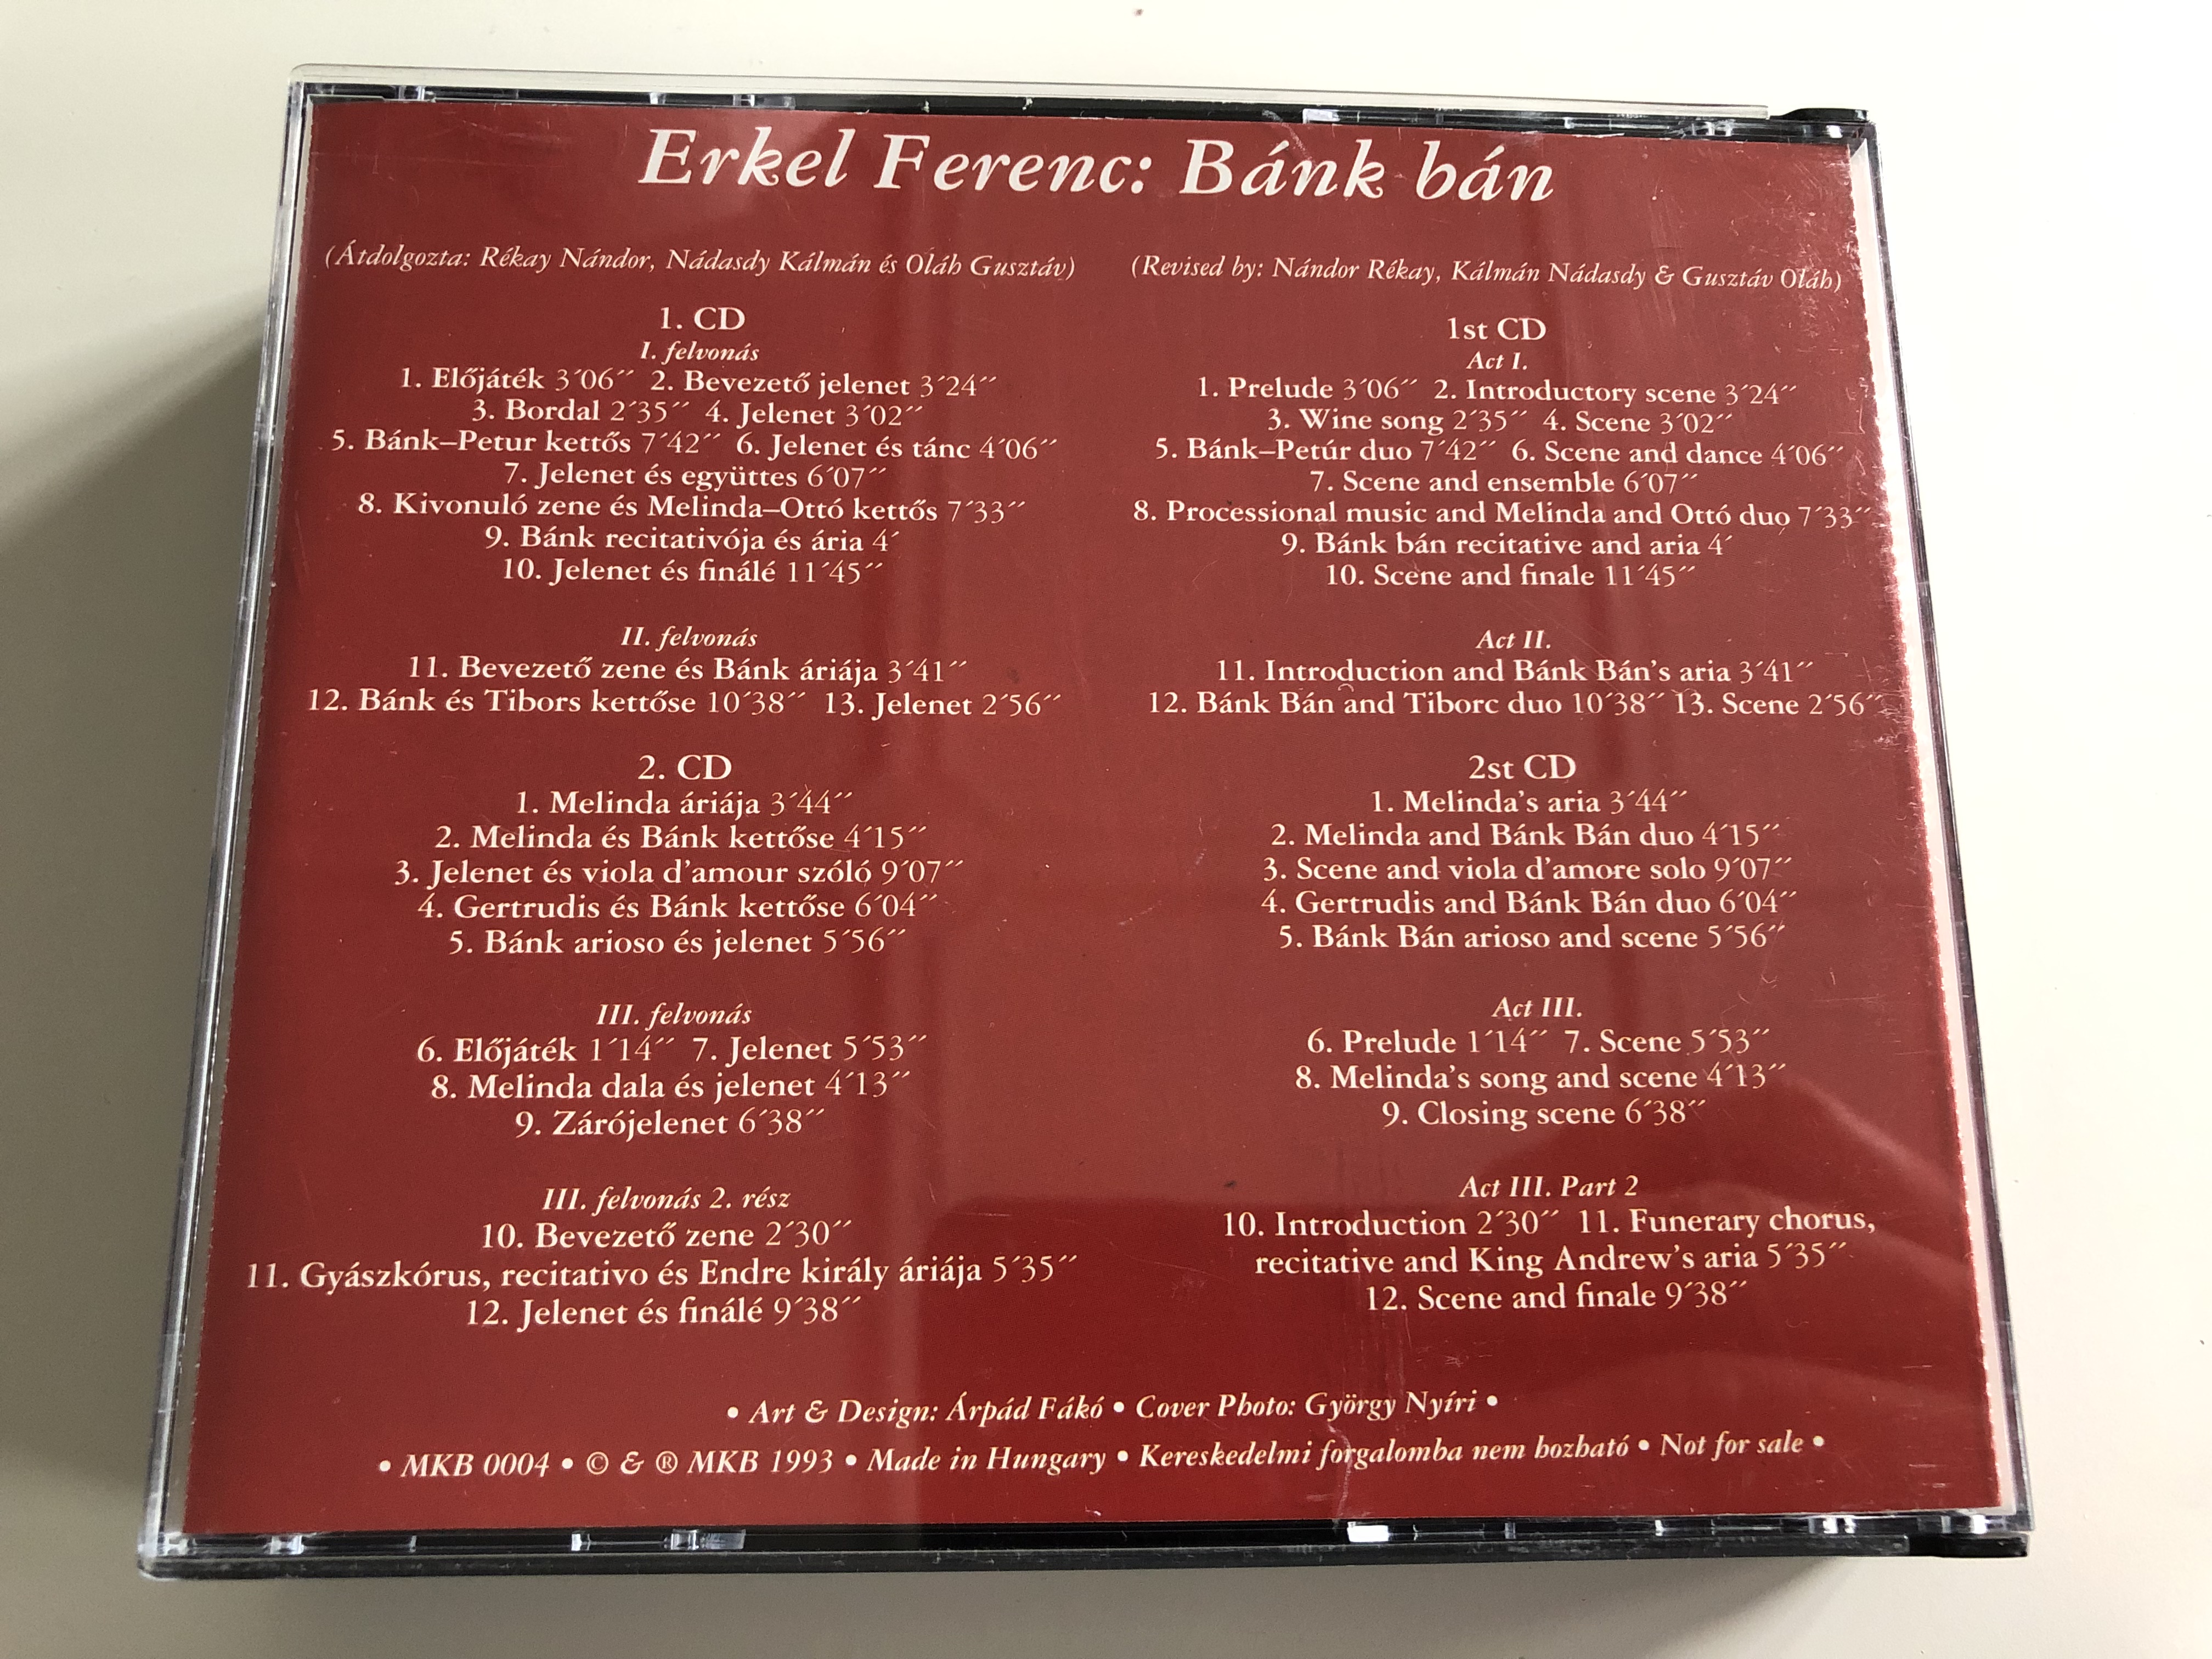 Erkel Ferenc: Bánk bán
(Átdolgozta: Rékay Nándor, Nádasdy Kálmán és Oláh Gusztáv)
1. CD
I. felvonás
1. Előjáték 3´06´´ 2. Bevezető jelenet 3´24´´
3. Bordal 2´35´´ 4. Jelenet 3´02´´
5. Bánk–Petur kettős 7´42´´ 6. Jelenet és tánc 4´06´´
7. Jelenet és együttes 6´07´´
8. Kivonuló zene és Melinda–Ottó kettős 7´33´´
9. Bánk recitativója és ária 4´
10. Jelenet és finálé 11´45´´
II. felvonás
11. Bevezető zene és Bánk áriája 3´41´´
12. Bánk és Tibors kettőse 10´38´´ 13. Jelenet 2´56´´
2. CD
1. Melinda áriája 3´44´´
2. Melinda és Bánk kettőse 4´15´´
3. Jelenet és viola d’amour szóló 9´07´´
4. Gertrudis és Bánk kettőse 6´04´´
5. Bánk arioso és jelenet 5´56´´
III. felvonás
6. Előjáték 1´14´´ 7. Jelenet 5´53´´
8. Melinda dala és jelenet 4´13´´
9. Zárójelenet 6´38´´
III. felvonás 2. rész
10. Bevezető zene 2´30´´
11. Gyászkórus, recitativo és Endre király áriája 5´35´´
12. Jelenet és finálé 9´38´´
(Revised by: Nándor Rékay, Kálmán Nádasdy & Gusztáv Oláh)
1st CD
Act I.
1. Prelude 3´06´´ 2. Introductory scene 3´24´´
3. Wine song 2´35´´ 4. Scene 3´02´´
5. Bánk–Petúr duo 7´42´´ 6. Scene and dance 4´06´´
7. Scene and ensemble 6´07´´
8. Processional music and Melinda and Ottó duo 7´33´´
9. Bánk bán recitative and aria 4´
10. Scene and finale 11´45´´
Act II.
11. Introduction and Bánk Bán’s aria 3´41´´
12. Bánk Bán and Tiborc duo 10´38´´ 13. Scene 2´56´´
2st CD
1. Melinda’s aria 3´44´´
2. Melinda and Bánk Bán duo 4´15´´
3. Scene and viola d’amore solo 9´07´´
4. Gertrudis and Bánk Bán duo 6´04´´
5. Bánk Bán arioso and scene 5´56´´
Act III.
6. Prelude 1´14´´ 7. Scene 5´53´´
8. Melinda’s song and scene 4´13´´
9. Closing scene 6´38´´
Act III. Part 2
10. Introduction 2´30´´ 11. Funerary chorus,
recitative and King Andrew’s aria 5´35´´
12. Scene and finale 9´38´´
• Art & Design: Árpád Fákó • Cover Photo: György Nyíri •
• MKB 0004 • © & ® MKB 1993 • Made in Hungary • Kereskedelmi forgalomba nem hozható • Not for sale •